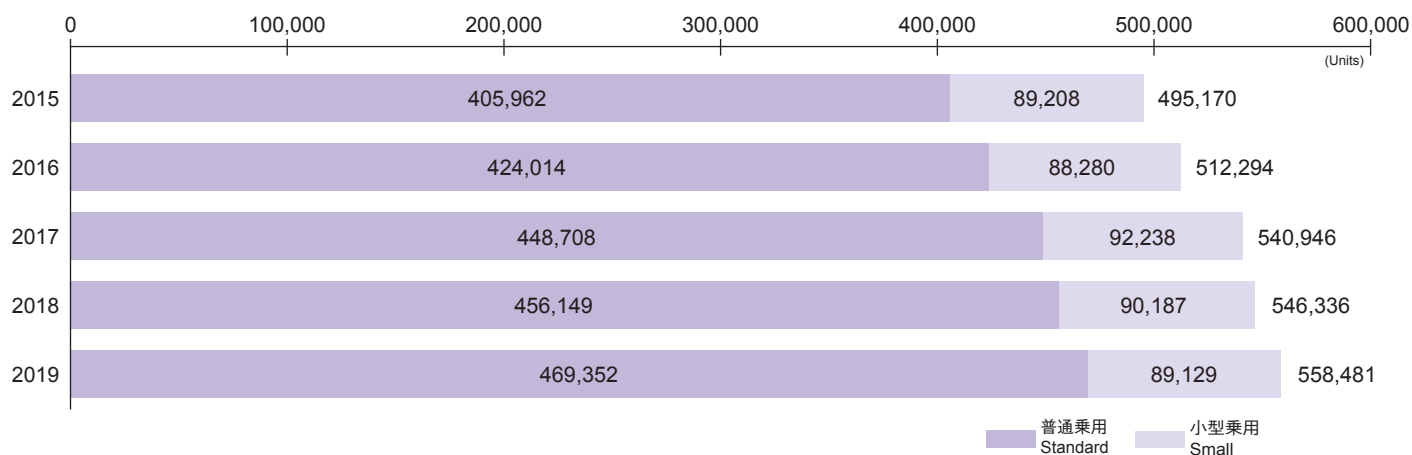 0 100,000 200,000 300,000 400,000 500,000 600,000
(Units)
2015 405,962 89,208 495,170
2016 424,014 88,280 512,294
2017 448,708 92,238 540,946
2018 456,149 90,187 546,336
2019 469,352 89,129 558,481
普通乗用 小型乗用
Standard Small